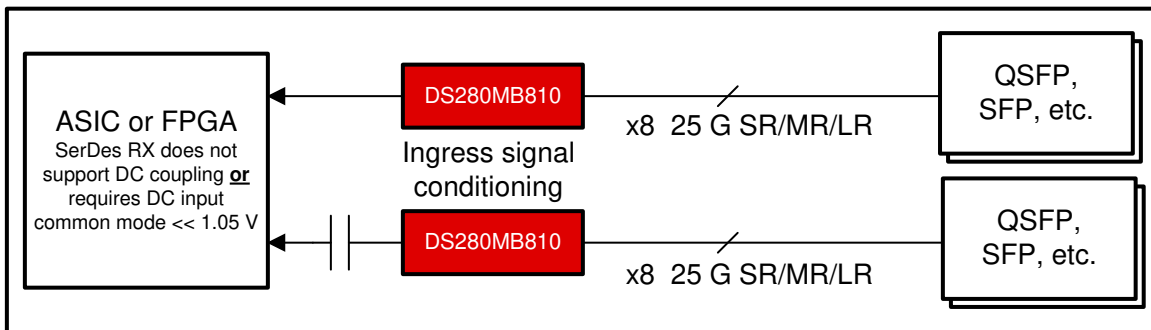 ASIC or FPGA
SerDes RX does not
support DC coupling or
requires DC input
common mode << 1.05 V
DS280MB810
Ingress signal
conditioning
DS280MB810
x8 25 G SR/MR/LR
x8 25 G SR/MR/LR
QSFP,
SFP, etc.
QSFP,
SFP, etc.